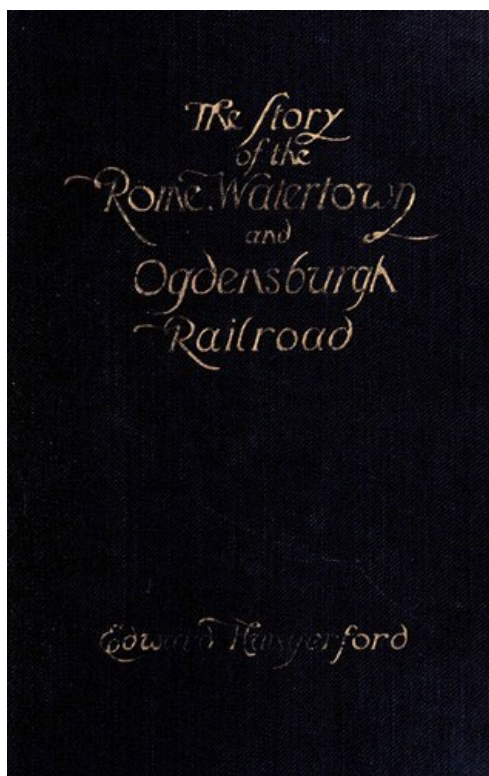 The Story
of the
Rome, Watertown
and
Ogdensburgh
Railroad
Edward Hungerford